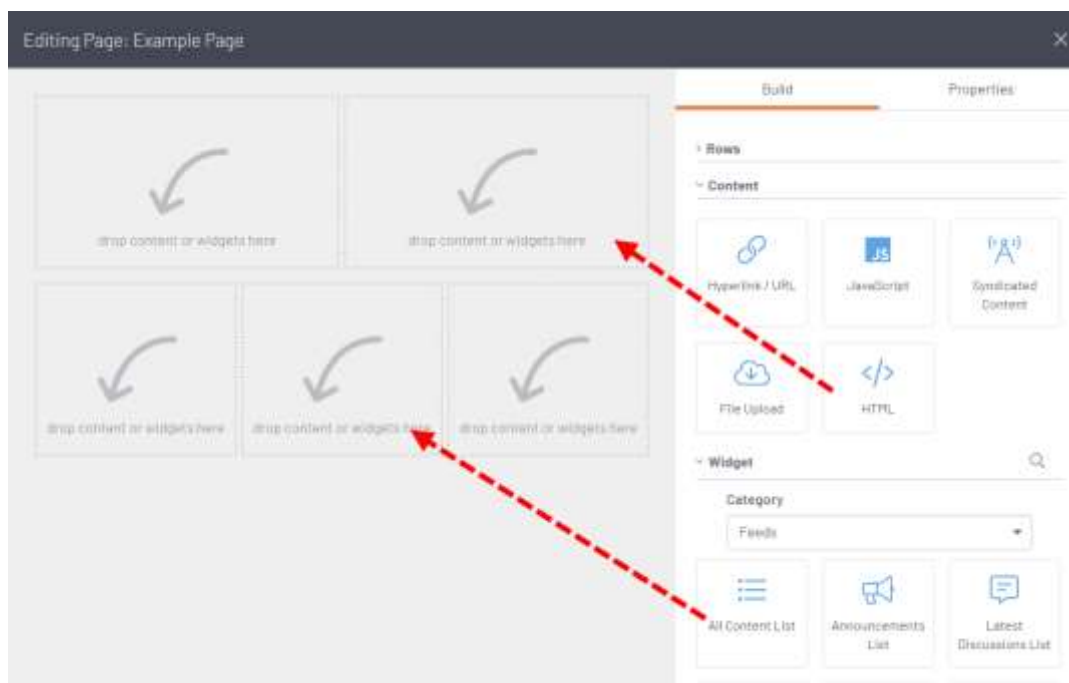 Editing Page: Example Page
Build Properties
Rows
Content
drop content or widgets here drop content or widgets here
Hyperlink / URL JavaScript Syndicated
Content
JS
File Upload HTML
drop content or widgets here drop content or widgets here drop content or widgets here
Widget
Category
Feeds
All Content List Announcements Latest
List Discussions List